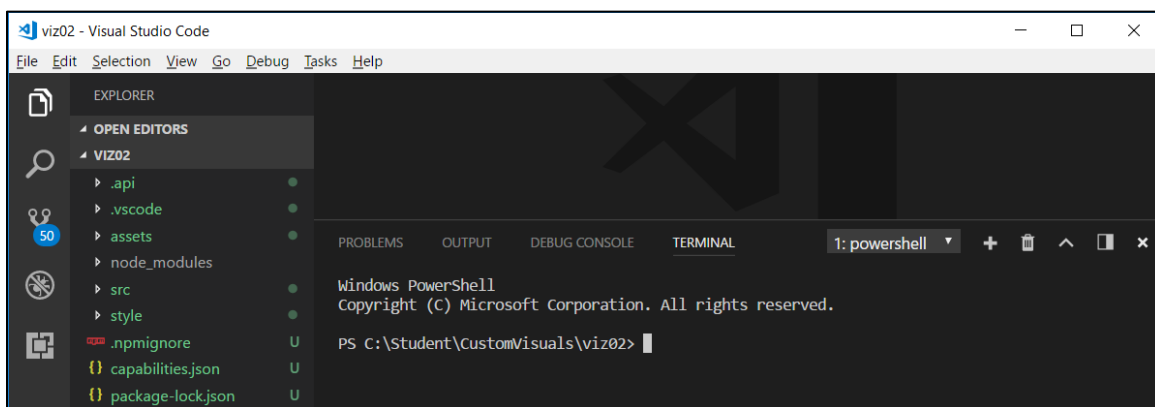 viz02 - Visual Studio Code
File Edit Selection View Go Debug Tasks Help
EXPLORER
OPEN EDITORS
VIZ02
.api
.vscode
assets
node_modules
src
style
npm .npmignore U
{} capabilities.json U
{} package-lock.json U
50
PROBLEMS OUTPUT DEBUG CONSOLE TERMINAL 1: powershell
Windows PowerShell
Copyright (C) Microsoft Corporation. All rights reserved.
PS C:\Student\CustomVisuals\viz02>